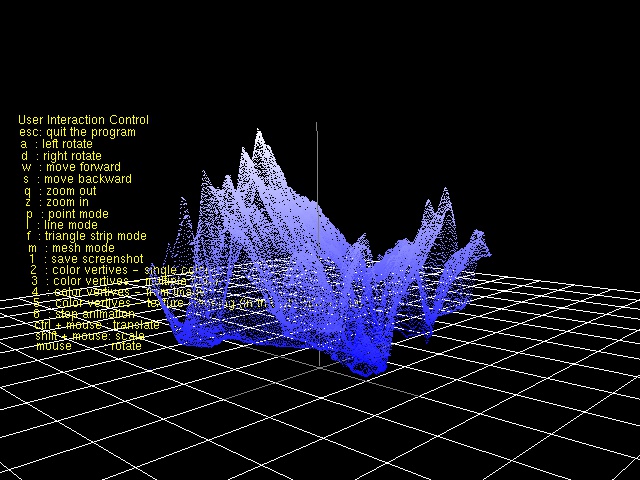 User Interaction Control
esc: quit the program
a : left rotate
d : right rotate
w : move forward
s : move backward
q : zoom out
z : zoom in
p : point mode
l : line mode
f : triangle strip mode
m : mesh mode
1 : save screenshot
2 : color vertives - single color
3 : color vertives - multiple
4 : color vertives - from image
5 : color vertives - texture
6 : stop animation
ctrl + mouse: translate
shift + mouse: scale
mouse : rotate